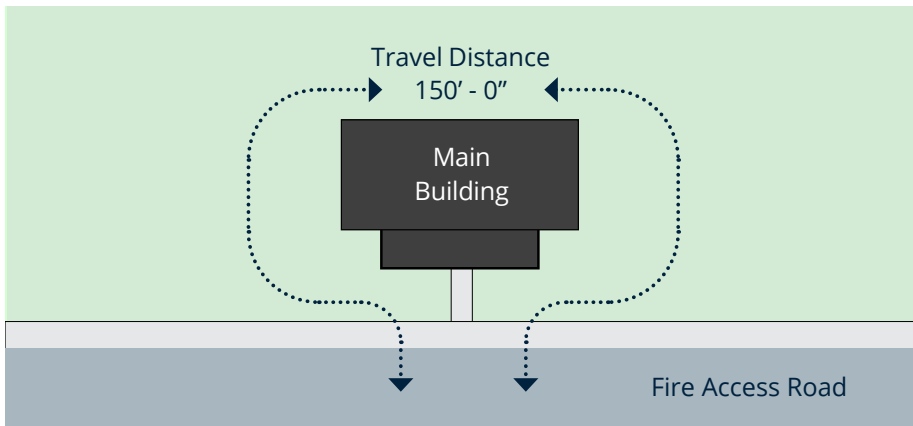 Travel Distance
150' - 0”
Main
Building
Fire Access Road